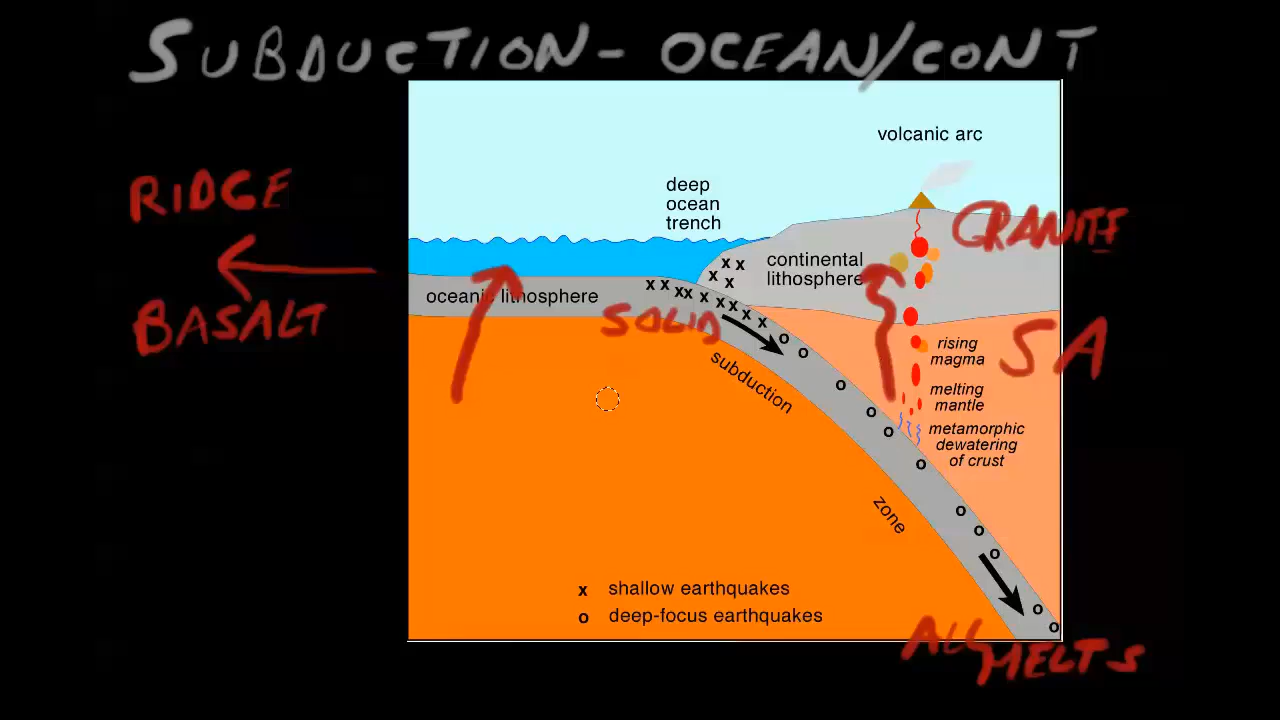 SUBDUCTION- OCEAN/CONT
volcanic arc
RIDGE
deep
ocean
trench
GRANITE
continental
lithosphere
oceanic lithosphere
BASALT
SOLID
SA
subduction
rising
magma
melting
mantle
metamorphic
dewatering
of crust
zone
x shallow earthquakes
o deep-focus earthquakes
ALL MELTS